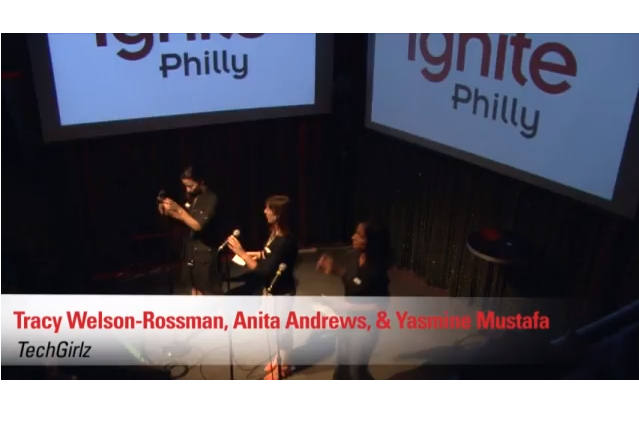 ignite
Philly
ignite
Philly
Tracy Welson-Rossman, Anita Andrews, & Yasmine Mustafa
TechGirlz